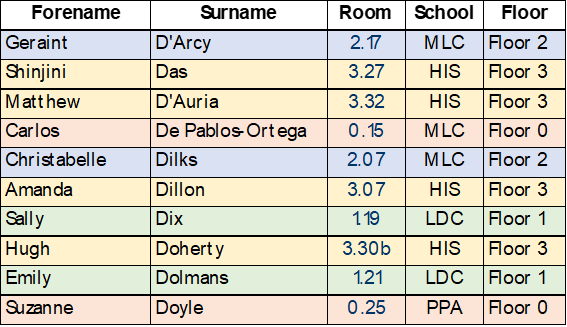 Forename Surname Room School Floor
Geraint D'Arcy 2.17 MLC Floor 2
Shinjini Das 3.27 HIS Floor 3
Matthew D'Auria 3.32 HIS Floor 3
Carlos De Pablos-Ortega 0.15 MLC Floor 0
Christabelle Dilks 2.07 MLC Floor 2
Amanda Dillon 3.07 HIS Floor 3
Sally Dix 1.19 LDC Floor 1
Hugh Doherty 3.30b HIS Floor 3
Emily Dolmans 1.21 LDC Floor 1
Suzanne Doyle 0.25 PPA Floor 0